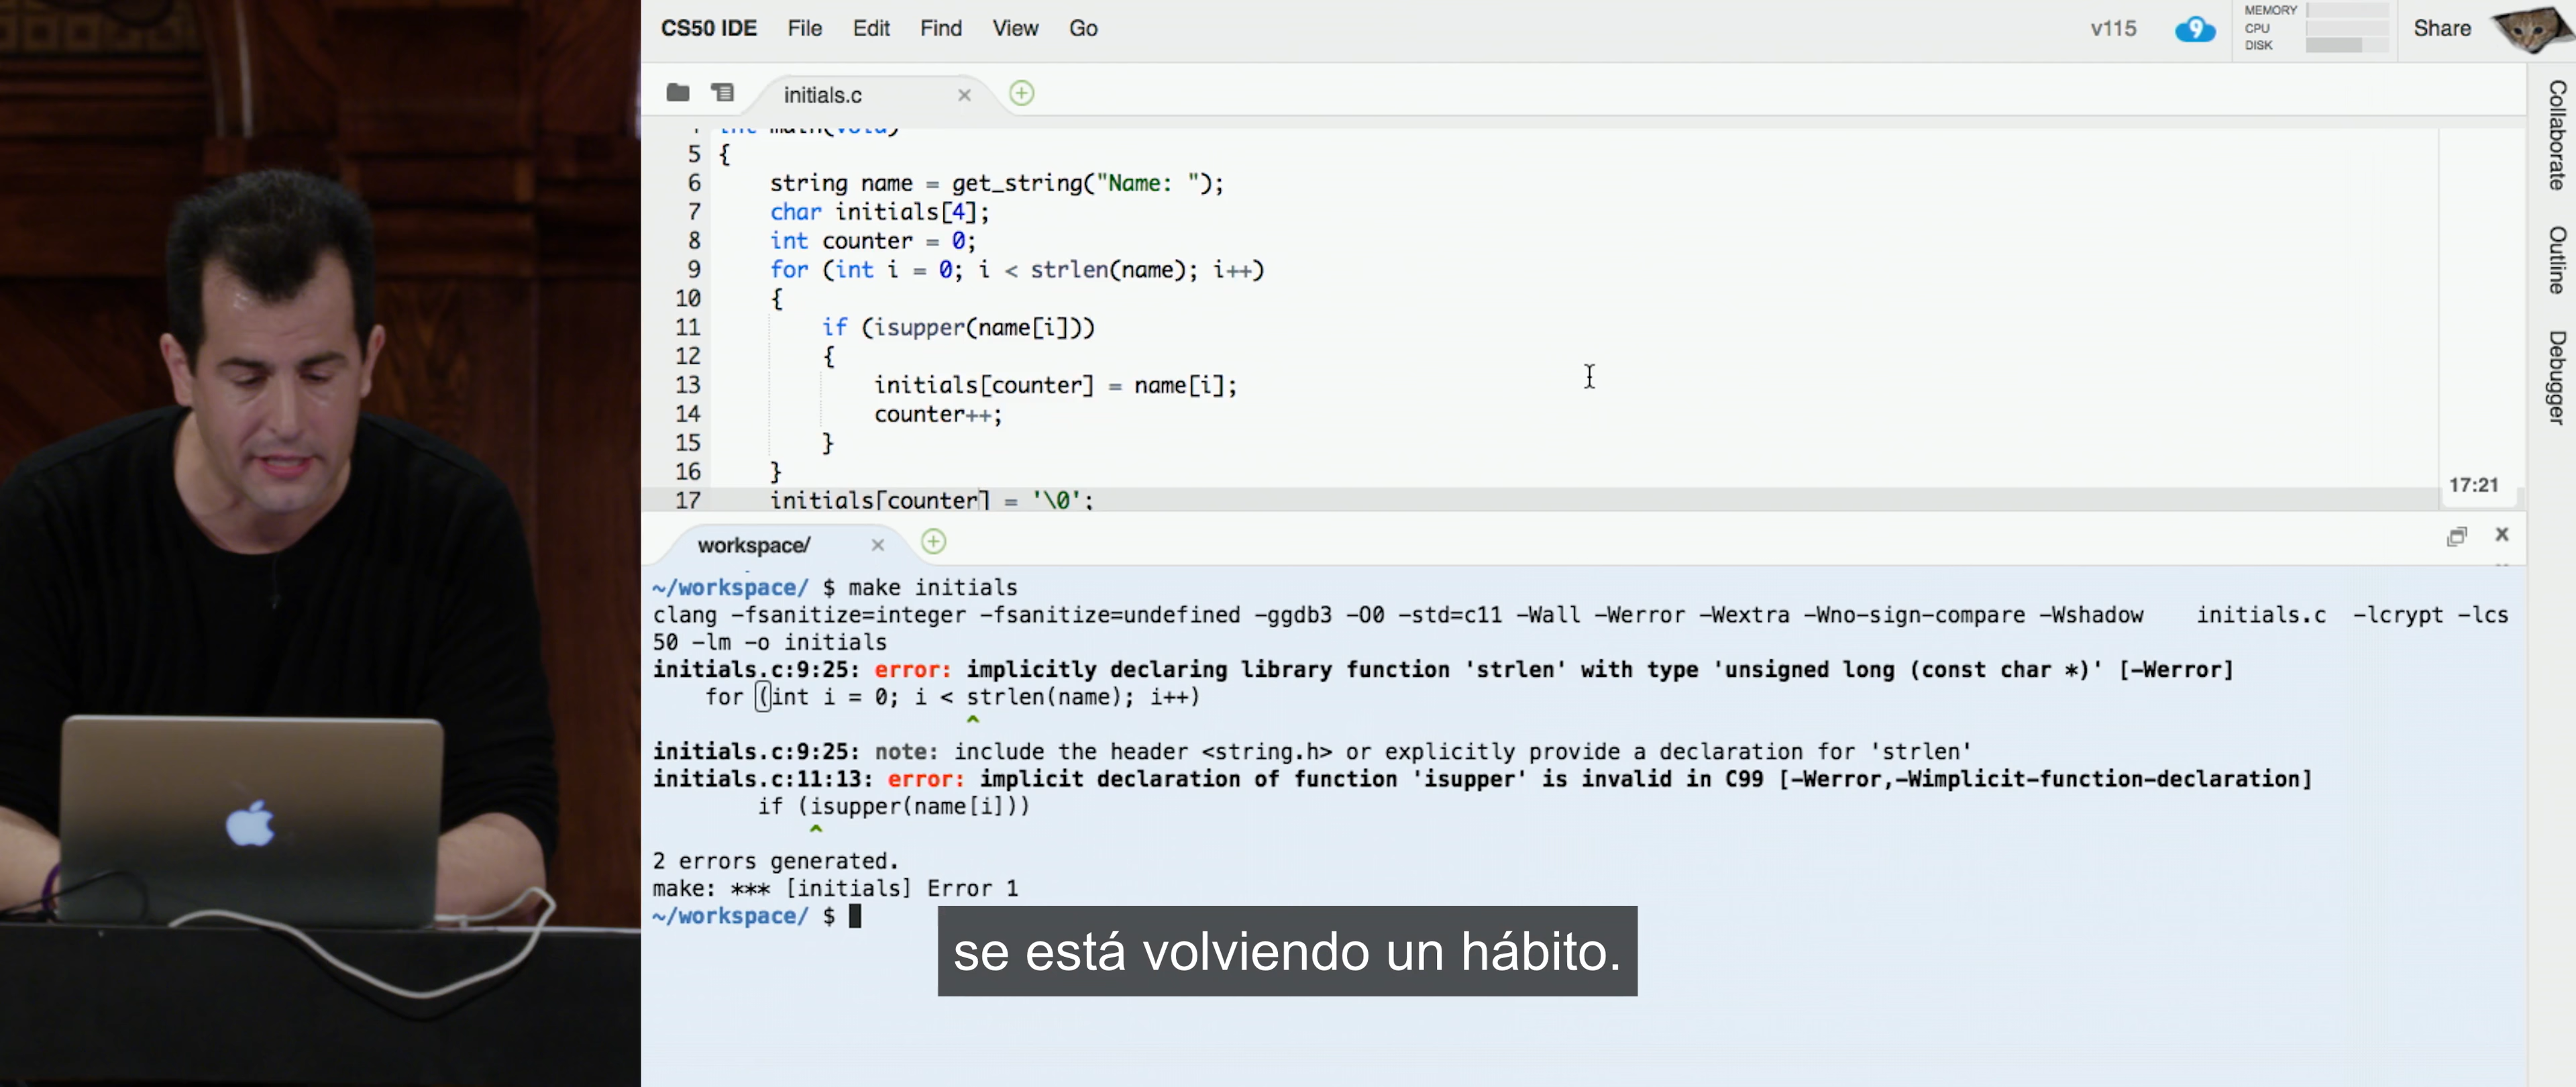 CS50 IDE File Edit Find View Go v115 9 MEMORY CPU DISK Share
initials.c
int main(void)
5 {
6 string name = get_string("Name: ");
7 char initials[4];
8 int counter = 0;
9 for (int i = 0; i < strlen(name); i++)
10 {
11 if (isupper(name[i]))
12 {
13 initials[counter] = name[i];
14 counter++;
15 }
16 }
17 initials[counter] = '\0';
17:21
Collaborate
Outline
Debugger
workspace/
~/workspace/ $ make initials
clang -fsanitize=integer -fsanitize=undefined -ggdb3 -O0 -std=c11 -Wall -Werror -Wextra -Wno-sign-compare -Wshadow initials.c -lcrypt -lcs
50 -lm -o initials
initials.c:9:25: error: implicitly declaring library function 'strlen' with type 'unsigned long (const char *)' [-Werror]
for (int i = 0; i < strlen(name); i++)
^
initials.c:9:25: note: include the header <string.h> or explicitly provide a declaration for 'strlen'
initials.c:11:13: error: implicit declaration of function 'isupper' is invalid in C99 [-Werror,-Wimplicit-function-declaration]
if (isupper(name[i]))
^
2 errors generated.
make: *** [initials] Error 1
~/workspace/ $
se está volviendo un hábito.